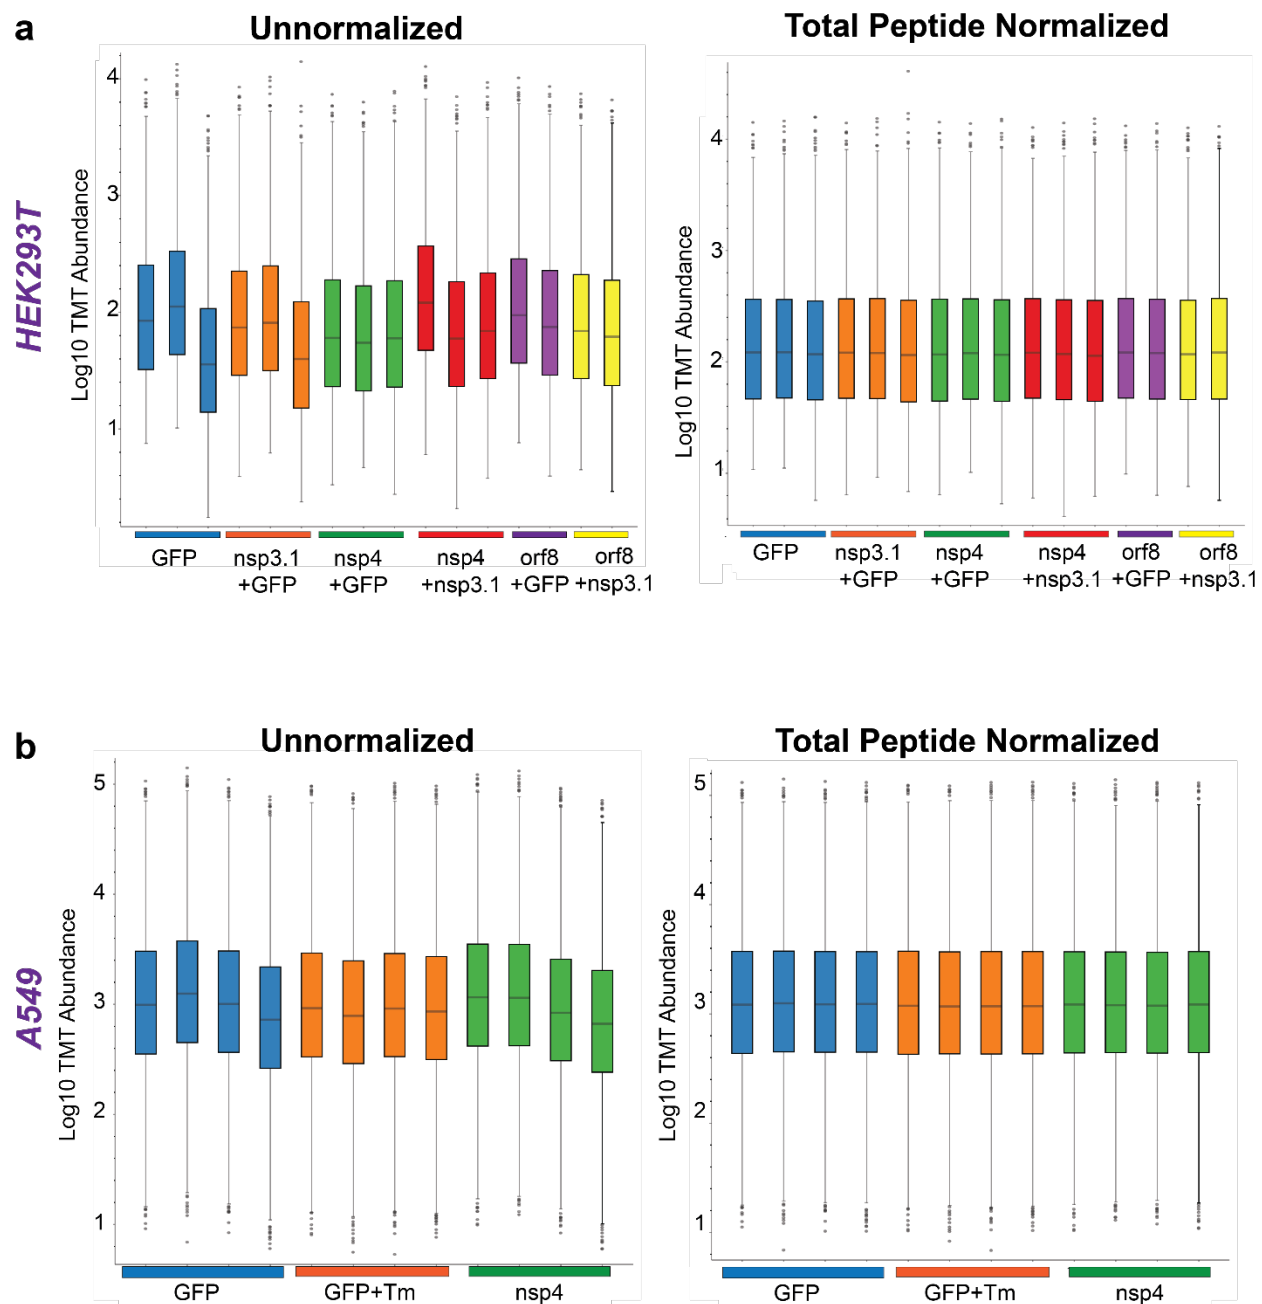 a
Unnormalized
Total Peptide Normalized
HEK293T
Log10 TMT Abundance
4
3
2
1
GFP
nsp3.1
+GFP
nsp4
+GFP
nsp4
+nsp3.1
orf8
+GFP
orf8
+nsp3.1
Log10 TMT Abundance
4
3
2
1
GFP
nsp3.1
+GFP
nsp4
+GFP
nsp4
+nsp3.1
orf8
+GFP
orf8
+nsp3.1
b
Unnormalized
Total Peptide Normalized
A549
Log10 TMT Abundance
5
4
3
2
1
GFP
GFP+Tm
nsp4
Log10 TMT Abundance
5
4
3
2
1
GFP
GFP+Tm
nsp4